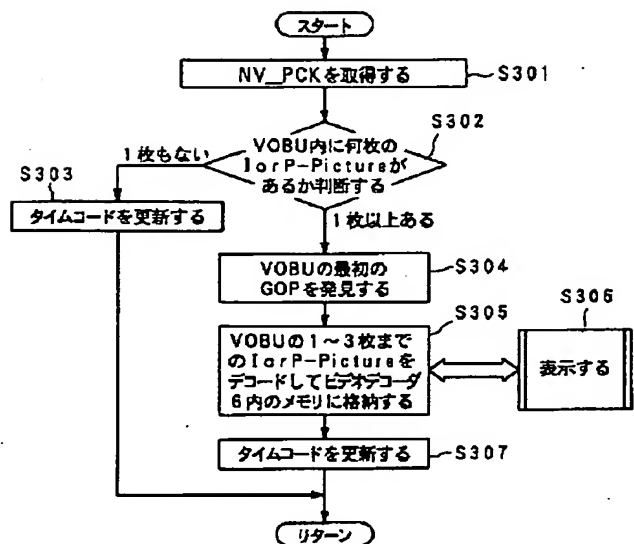 スタート
NV_PCKを取得する
S301
VOBU内に何枚の
IorP-Pictureが
あるか判断する
S302
1枚もない
S303
タイムコードを更新する
1枚以上ある
VOBUの最初の
GOPを発見する
S304
S305
VOBUの1～3枚まで
のIorP-Pictureを
デコードしてビデオデコーダ
6内のメモリに格納する
S306
表示する
タイムコードを更新する
S307
リターン